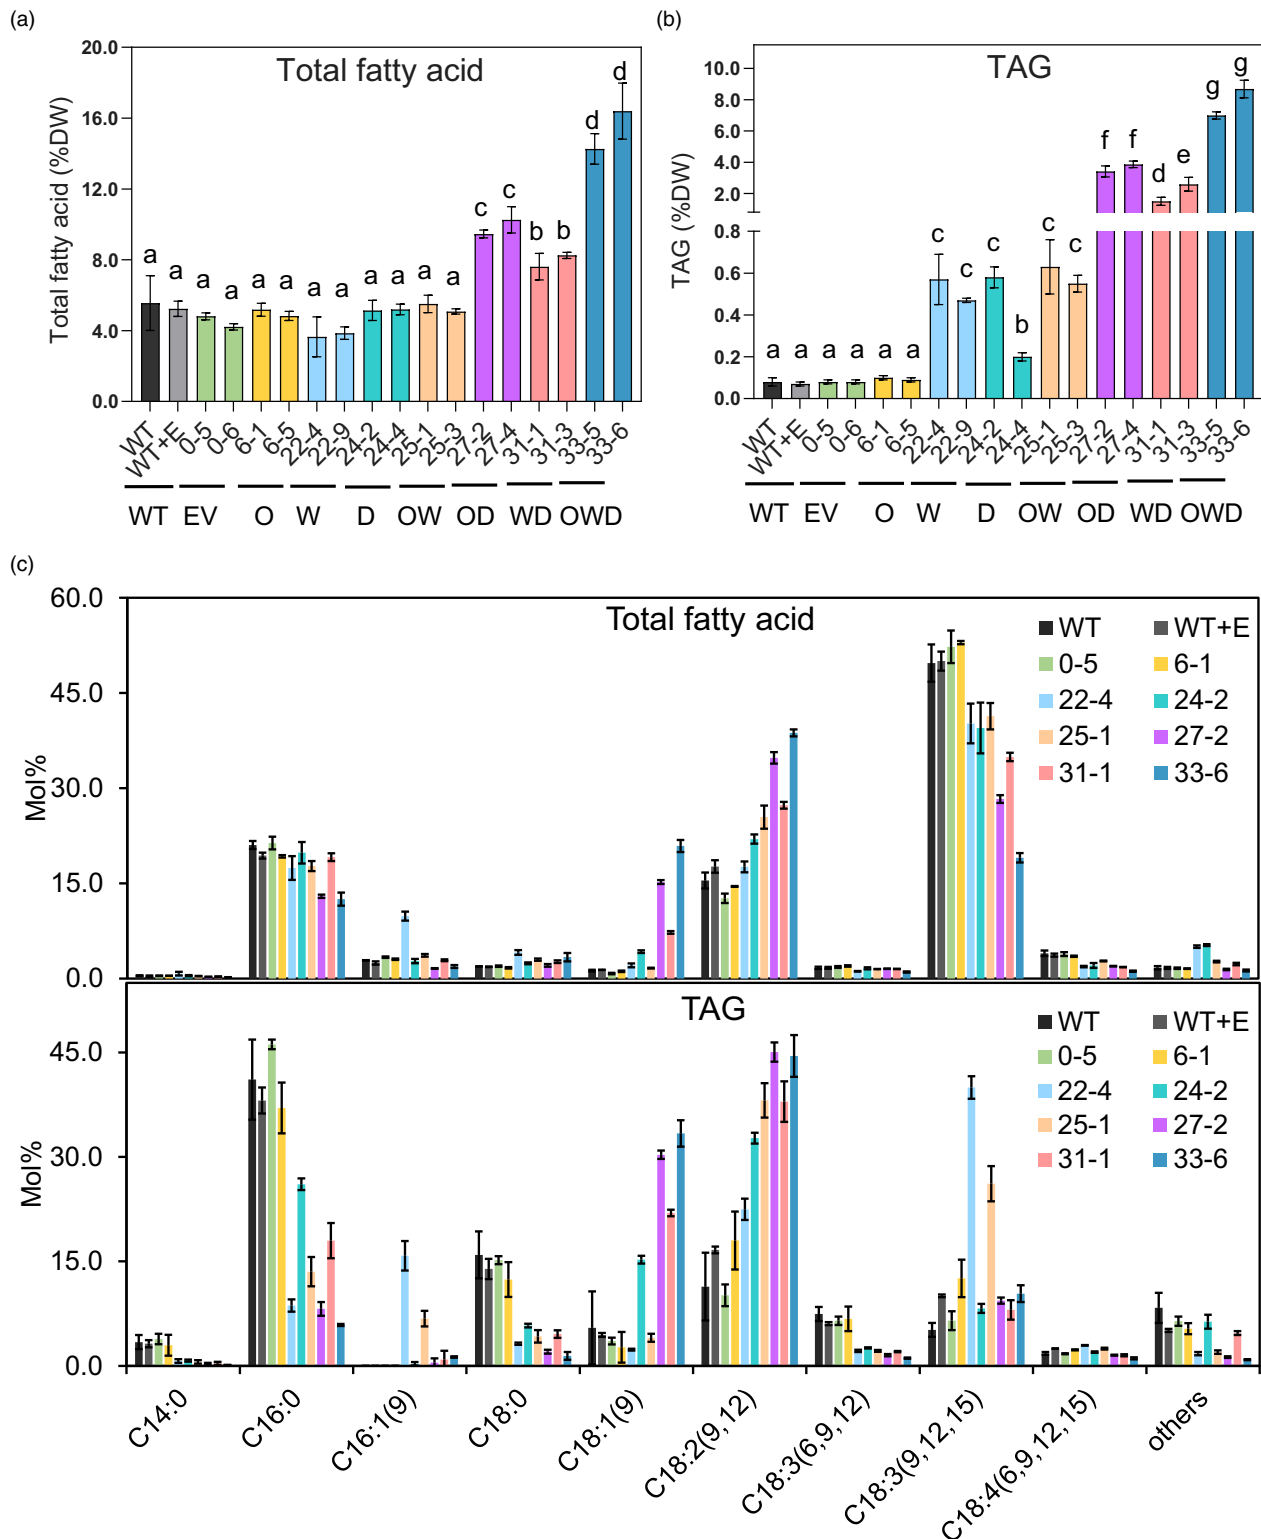 (a)
Total fatty acid
Total fatty acid (%DW)
20.0
16.0
12.0
8.0
4.0
0.0
a a a a a a a a a a a a c c b b d d
WT WT+E 0-5 0-6 6-1 6-5 22-4 22-9 24-2 24-4 25-1 25-3 27-2 27-4 31-1 31-3 33-5 33-6
WT EV O W D OW OD WD OWD
(b)
TAG
TAG (%DW)
10.0
8.0
6.0
4.0
2.0
0.8
0.6
0.4
0.2
0.0
a a a a a a c c c b c c f f d e g g
WT WT+E 0-5 0-6 6-1 6-5 22-4 22-9 24-2 24-4 25-1 25-3 27-2 27-4 31-1 31-3 33-5 33-6
WT EV O W D OW OD WD OWD
(c)
Total fatty acid
Mol%
60.0
45.0
30.0
15.0
0.0
WT WT+E
0-5 6-1
22-4 24-2
25-1 27-2
31-1 33-6
TAG
Mol%
45.0
30.0
15.0
0.0
WT WT+E
0-5 6-1
22-4 24-2
25-1 27-2
31-1 33-6
C14:0 C16:0 C16:1(9) C18:0 C18:1(9) C18:2(9,12) C18:3(6,9,12) C18:3(9,12,15) C18:4(6,9,12,15) others